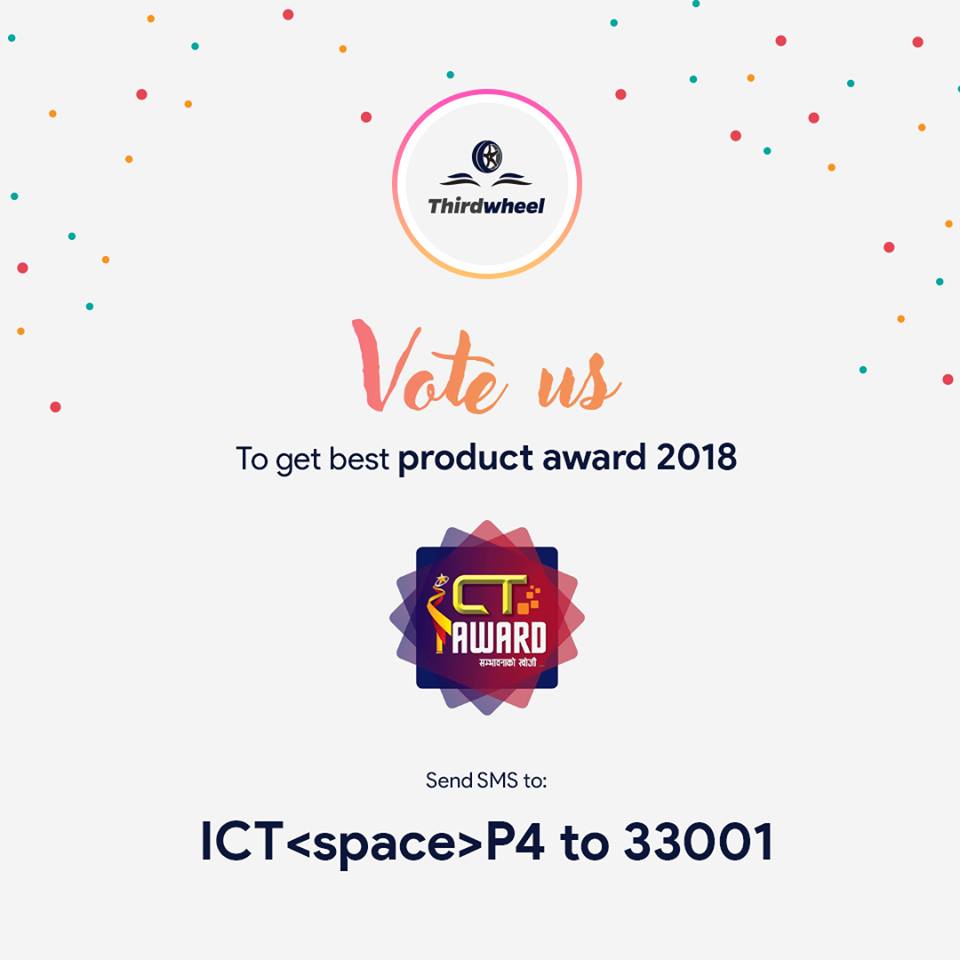 Thirdwheel
Vote us
To get best product award 2018
iCT
AWARD
सम्भावनाको खोजी ...
Send SMS to:
ICT<space>P4 to 33001